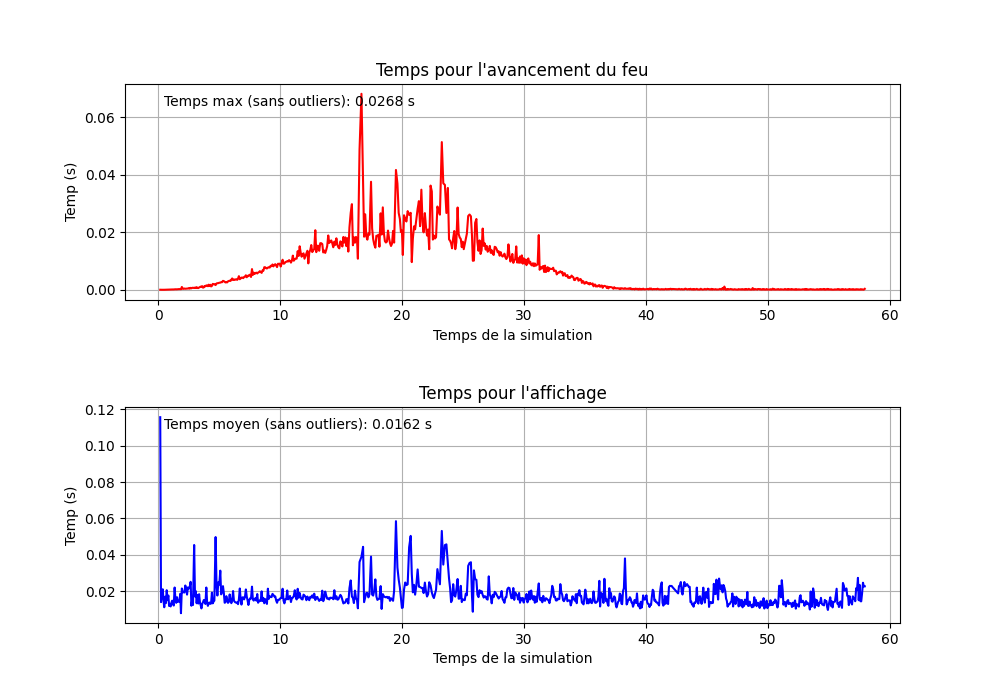 Temps pour l'avancement du feu
Temps max (sans outliers): 0.0268 s
0.06
0.04
0.02
0.00
Temp (s)
0 10 20 30 40 50 60
Temps de la simulation
Temps pour l'affichage
Temps moyen (sans outliers): 0.0162 s
0.12
0.10
0.08
0.06
0.04
0.02
Temp (s)
0 10 20 30 40 50 60
Temps de la simulation